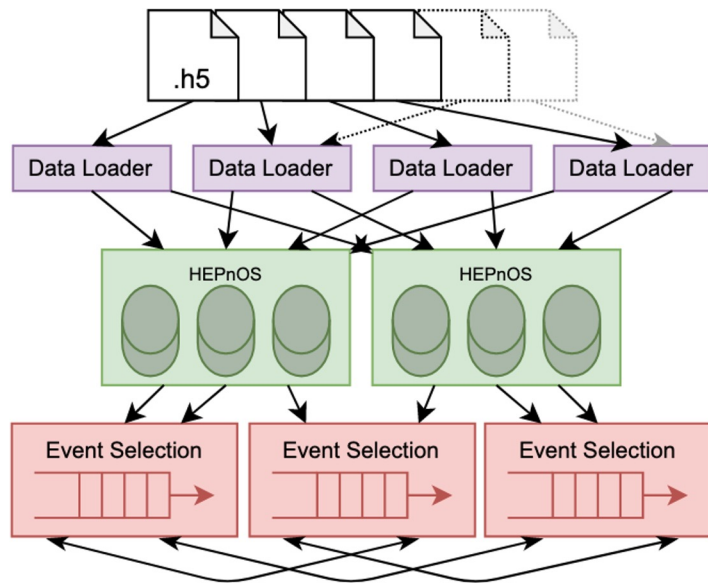 .h5
Data Loader
Data Loader
Data Loader
Data Loader
HEPnOS
HEPnOS
Event Selection
Event Selection
Event Selection